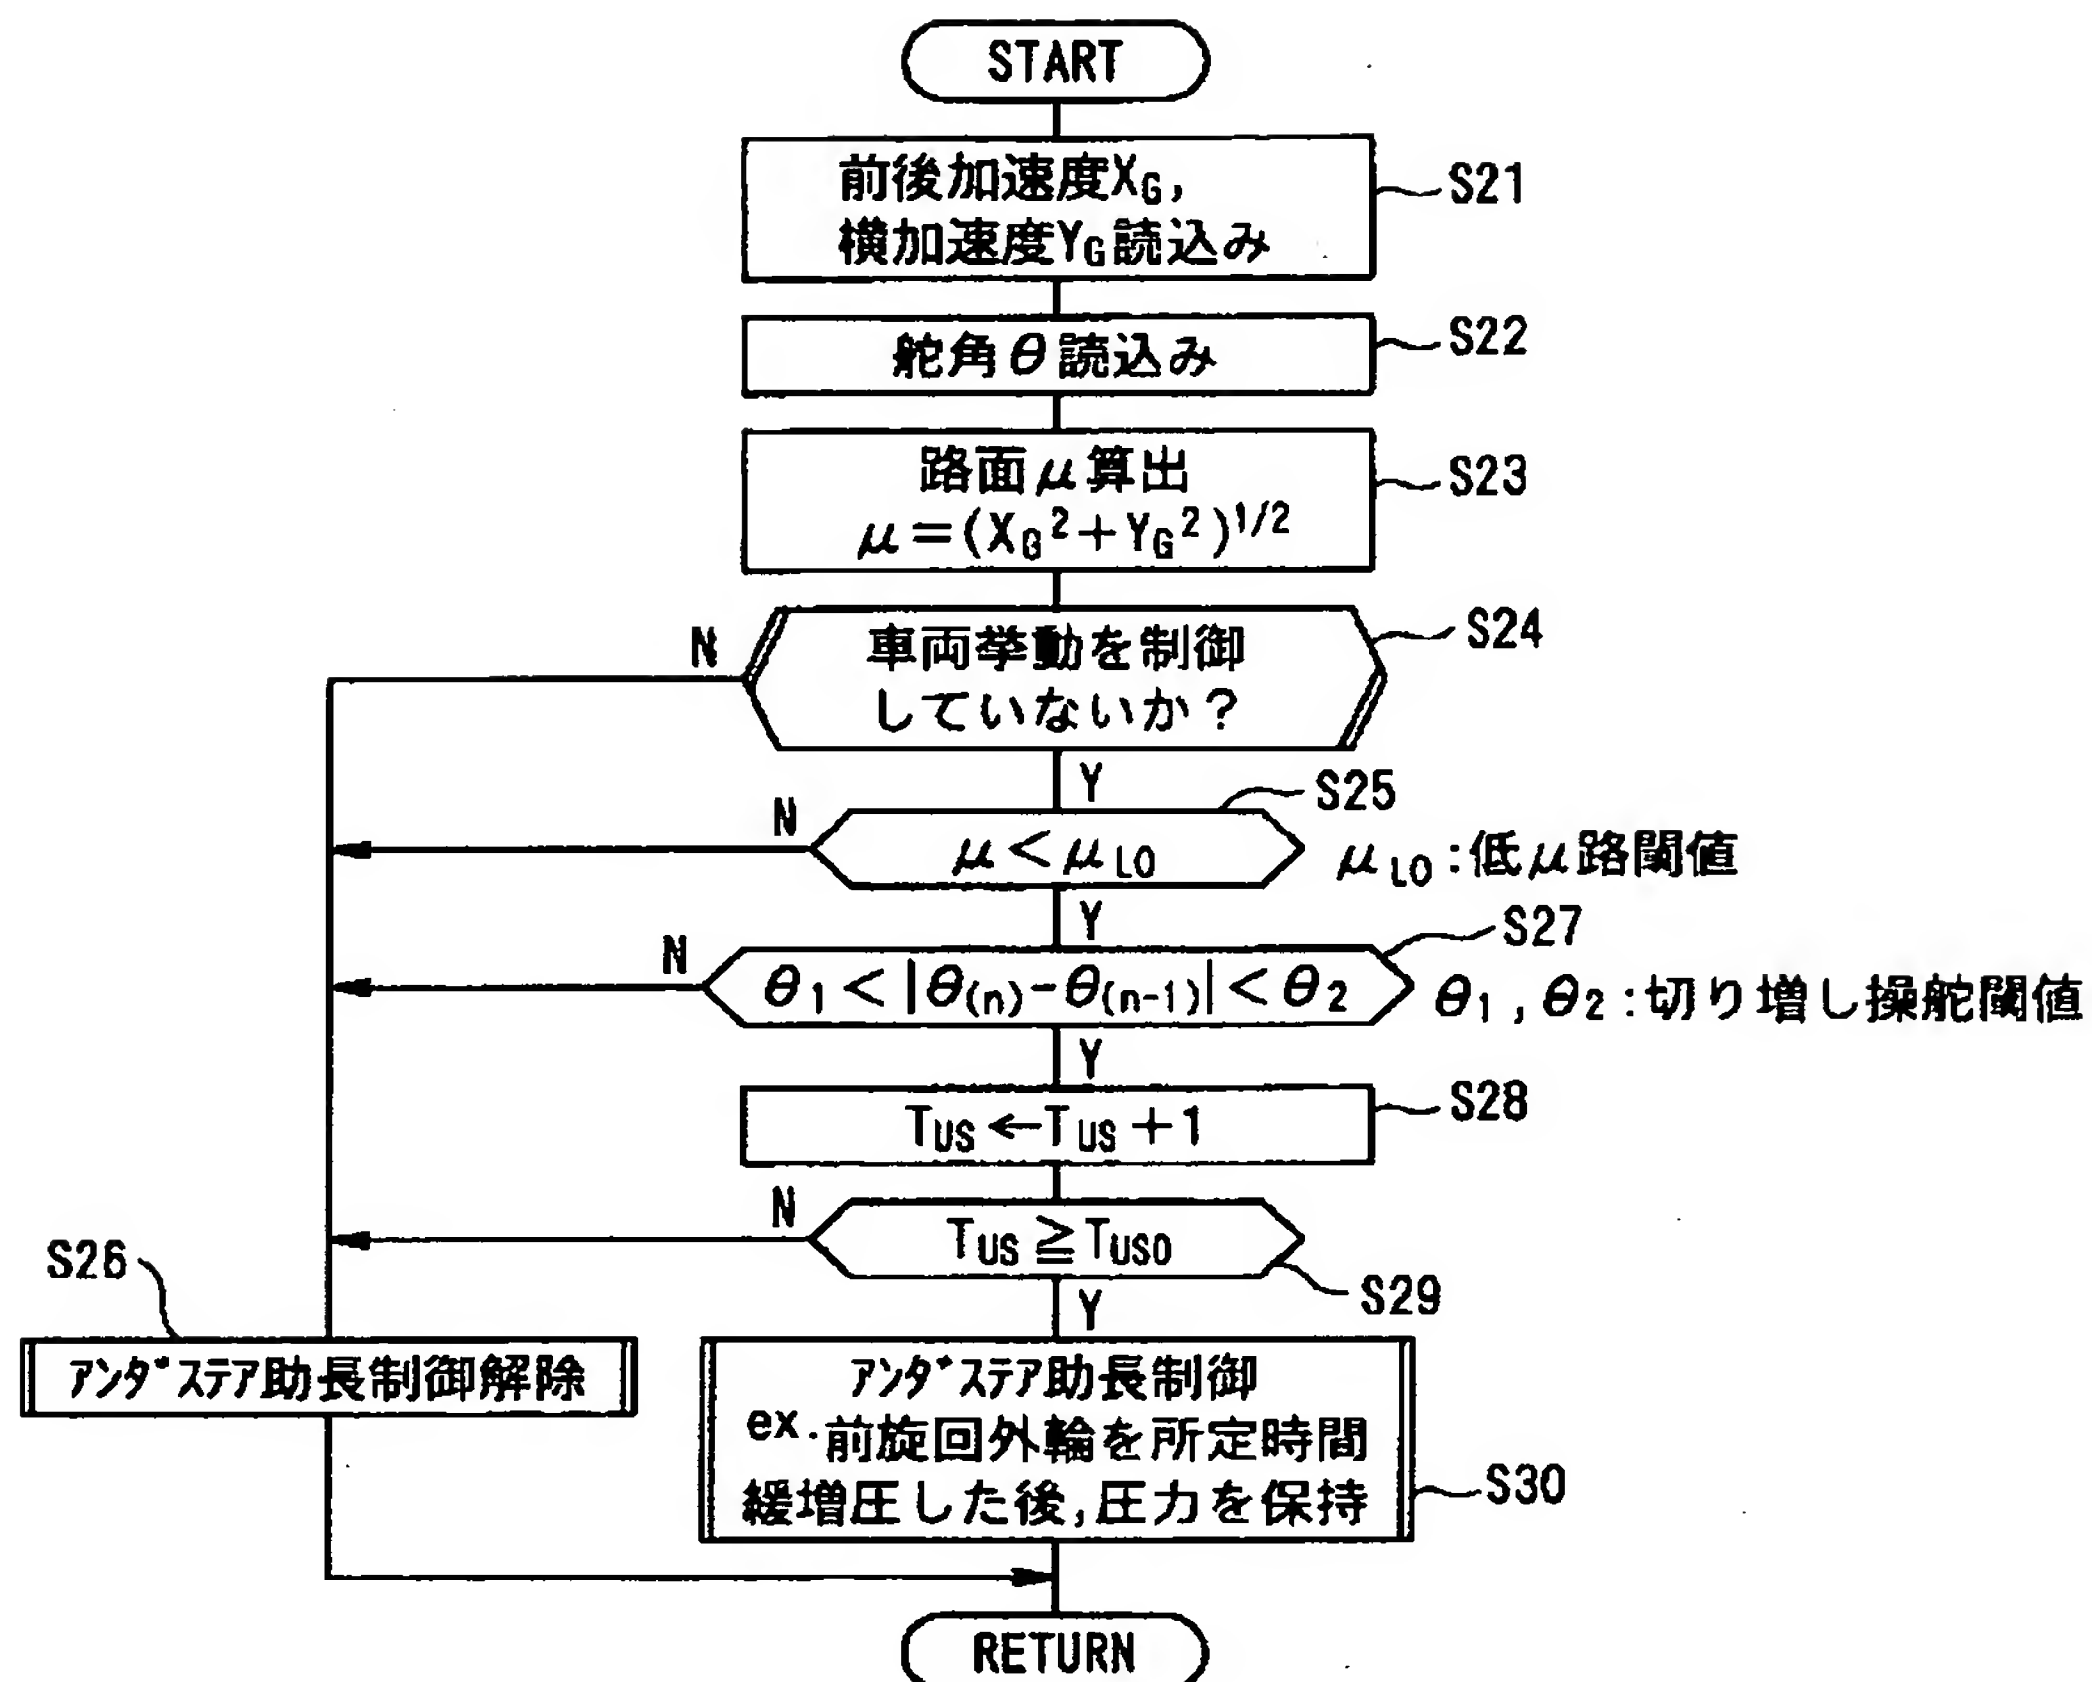 START
前後加速度XG,
横加速度YG読込み
S21
舵角θ読込み
S22
路面μ算出
μ=(XG²+YG²)1/2
S23
N
車両挙動を制御
していないか?
S24
Y
S25
N
μ<μLO
μLO:低μ路閾値
Y
S27
N
θ1<|θ(n)-θ(n-1)|<θ2
θ1,θ2:切り増し操舵閾値
Y
TUS←TUS+1
S28
N
TUS≧TUSO
S29
S26
Y
アンダステア助長制御解除
アンダステア助長制御
ex.前旋回外輪を所定時間
緩増圧した後,圧力を保持
S30
RETURN